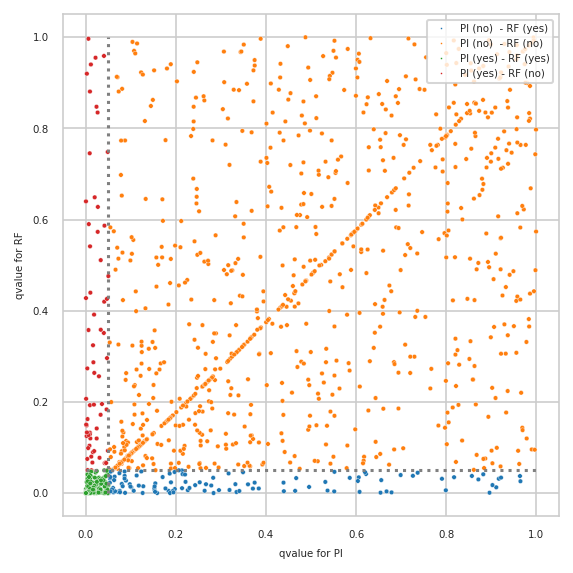 PI (no) - RF (yes)
PI (no) - RF (no)
PI (yes) - RF (yes)
PI (yes) - RF (no)
1.0
0.8
0.6
0.4
0.2
0.0
qvalue for RF
0.0 0.2 0.4 0.6 0.8 1.0
qvalue for PI